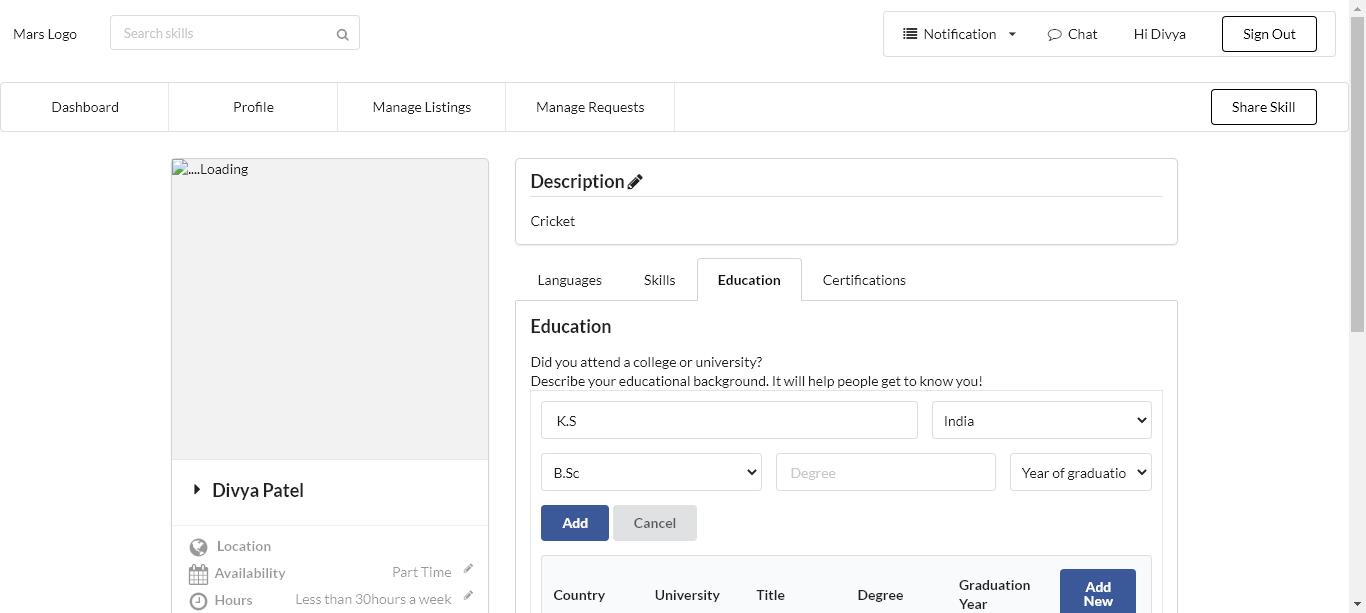 Mars Logo
Search skills
Notification
Chat
Hi Divya
Sign Out
Dashboard
Profile
Manage Listings
Manage Requests
Share Skill
....Loading
Description
Cricket
Languages
Skills
Education
Certifications
Education
Did you attend a college or university?
Describe your educational background. It will help people get to know you!
K.S
India
B.Sc
Degree
Year of graduatio
Add
Cancel
Country
University
Title
Degree
Graduation
Year
Add
New
Divya Patel
Location
Availability
Part Time
Hours
Less than 30hours a week